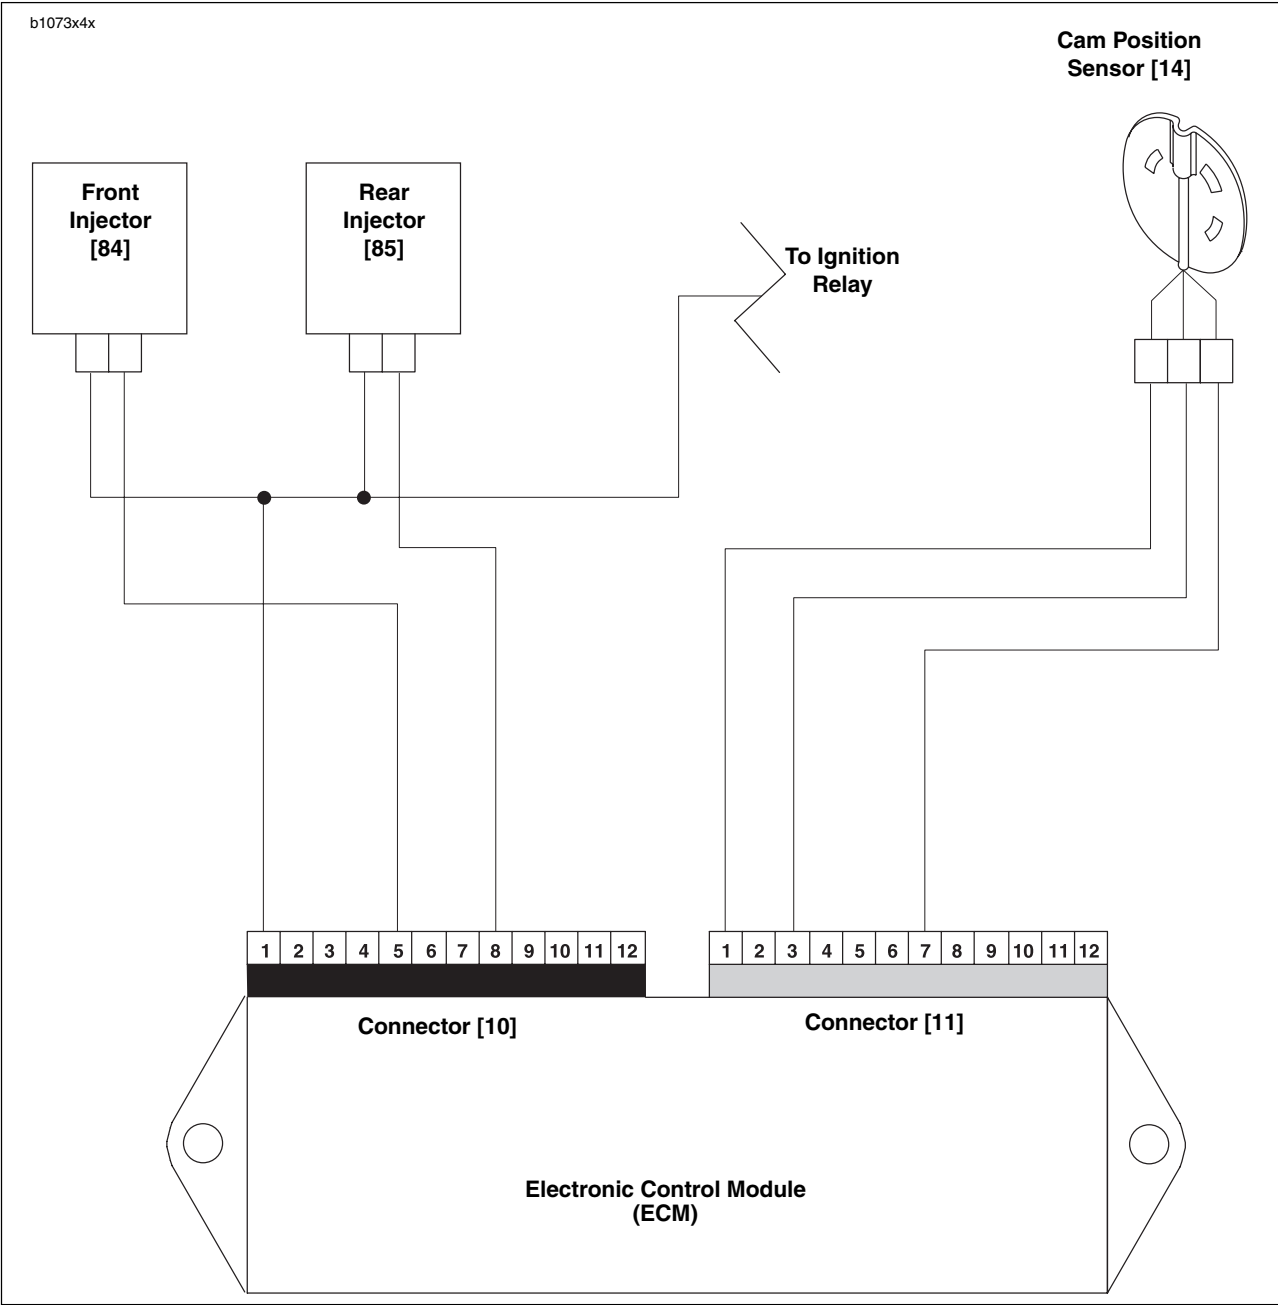 b1073x4x
Cam Position
Sensor [14]
Front
Injector
[84]
Rear
Injector
[85]
To Ignition
Relay
1 2 3 4 5 6 7 8 9 10 11 12
1 2 3 4 5 6 7 8 9 10 11 12
Connector [10]
Connector [11]
Electronic Control Module
(ECM)